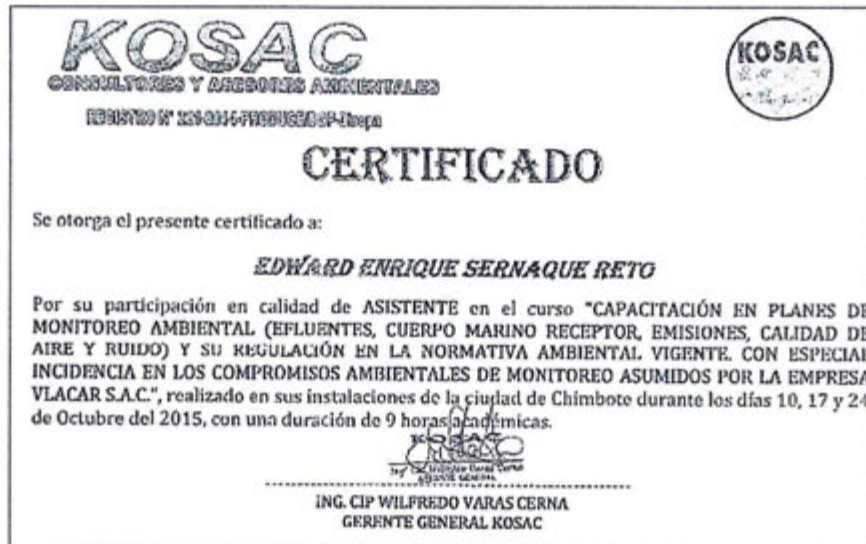 KOSAC
CONSULTORES Y ASESORES AMBIENTALES
REGISTRO N°
KOSAC
CERTIFICADO
Se otorga el presente certificado a:
EDWARD ENRIQUE SERNAQUE RETO
Por su participación en calidad de ASISTENTE en el curso "CAPACITACIÓN EN PLANES DE
MONITOREO AMBIENTAL (EFLUENTES, CUERPO MARINO RECEPTOR, EMISIONES, CALIDAD DE
AIRE Y RUIDO) Y SU REGULACIÓN EN LA NORMATIVA AMBIENTAL VIGENTE. CON ESPECIAL
INCIDENCIA EN LOS COMPROMISOS AMBIENTALES DE MONITOREO ASUMIDOS POR LA EMPRESA
VLACAR S.A.C.", realizado en sus instalaciones de la ciudad de Chimbote durante los días 10, 17 y 24
de Octubre del 2015, con una duración de 9 horas académicas.
GERENTE GENERAL
ING. CIP WILFREDO VARAS CERNA
GERENTE GENERAL KOSAC